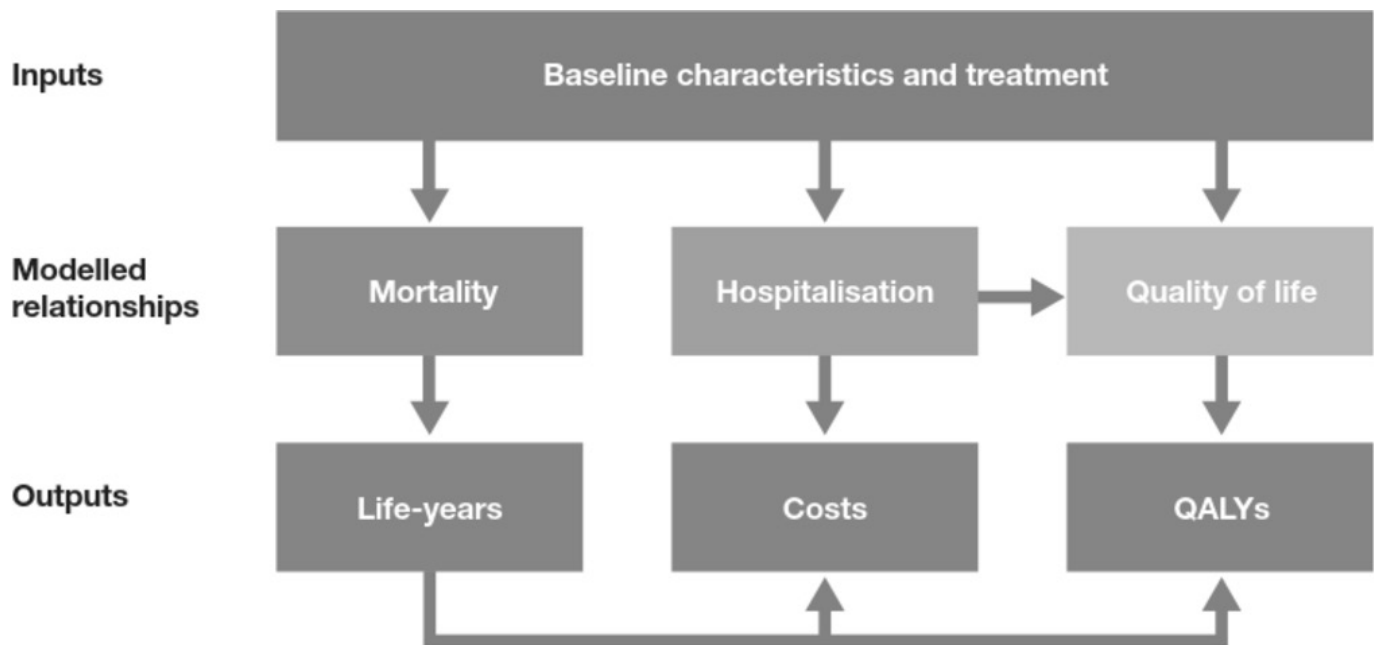 Inputs
Baseline characteristics and treatment
Modelled
relationships
Mortality
Hospitalisation
Quality of life
Outputs
Life-years
Costs
QALYs